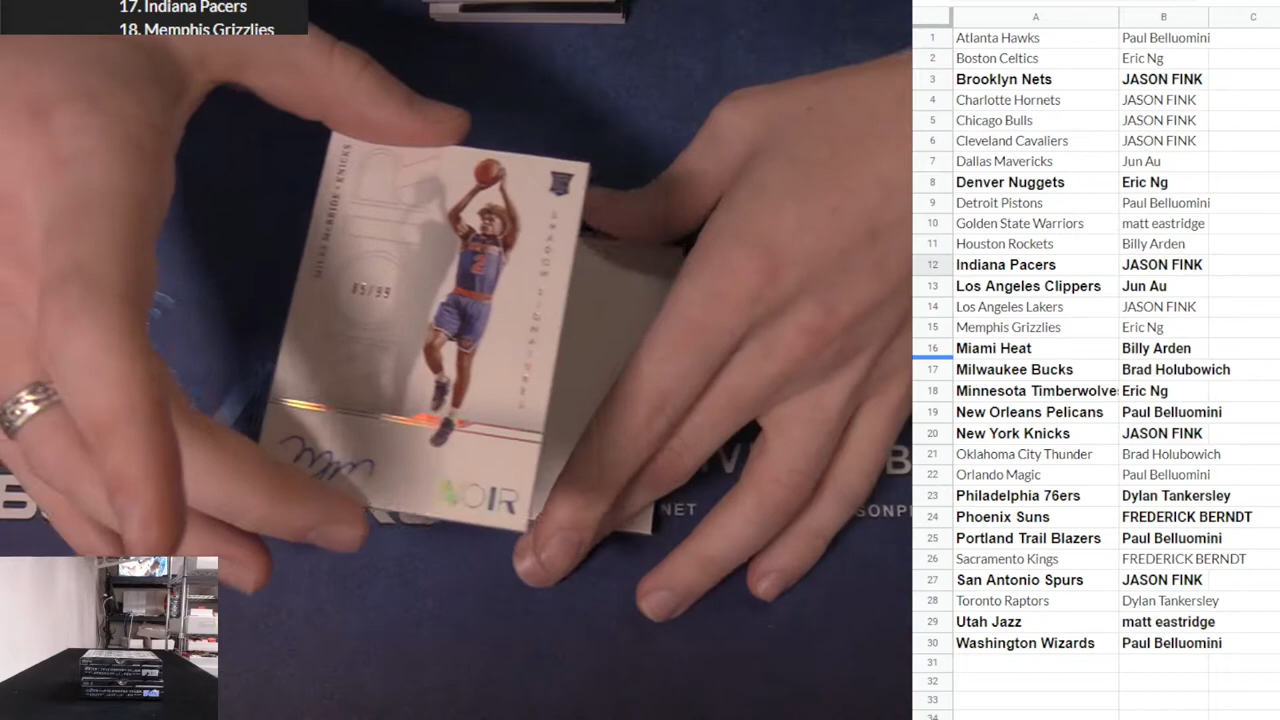 17. Indiana Pacers
18. Memphis Grizzlies
MILES McBRIDE • KNICKS
85/99
SHADOW SIGNATURES
NOIR
NET
A B C
1 Atlanta Hawks Paul Belluomini
2 Boston Celtics Eric Ng
3 Brooklyn Nets JASON FINK
4 Charlotte Hornets JASON FINK
5 Chicago Bulls JASON FINK
6 Cleveland Cavaliers JASON FINK
7 Dallas Mavericks Jun Au
8 Denver Nuggets Eric Ng
9 Detroit Pistons Paul Belluomini
10 Golden State Warriors matt eastridge
11 Houston Rockets Billy Arden
12 Indiana Pacers JASON FINK
13 Los Angeles Clippers Jun Au
14 Los Angeles Lakers JASON FINK
15 Memphis Grizzlies Eric Ng
16 Miami Heat Billy Arden
17 Milwaukee Bucks Brad Holubowich
18 Minnesota Timberwolve Eric Ng
19 New Orleans Pelicans Paul Belluomini
20 New York Knicks JASON FINK
21 Oklahoma City Thunder Brad Holubowich
22 Orlando Magic Paul Belluomini
23 Philadelphia 76ers Dylan Tankersley
24 Phoenix Suns FREDERICK BERNDT
25 Portland Trail Blazers Paul Belluomini
26 Sacramento Kings FREDERICK BERNDT
27 San Antonio Spurs JASON FINK
28 Toronto Raptors Dylan Tankersley
29 Utah Jazz matt eastridge
30 Washington Wizards Paul Belluomini
31
32
33
34